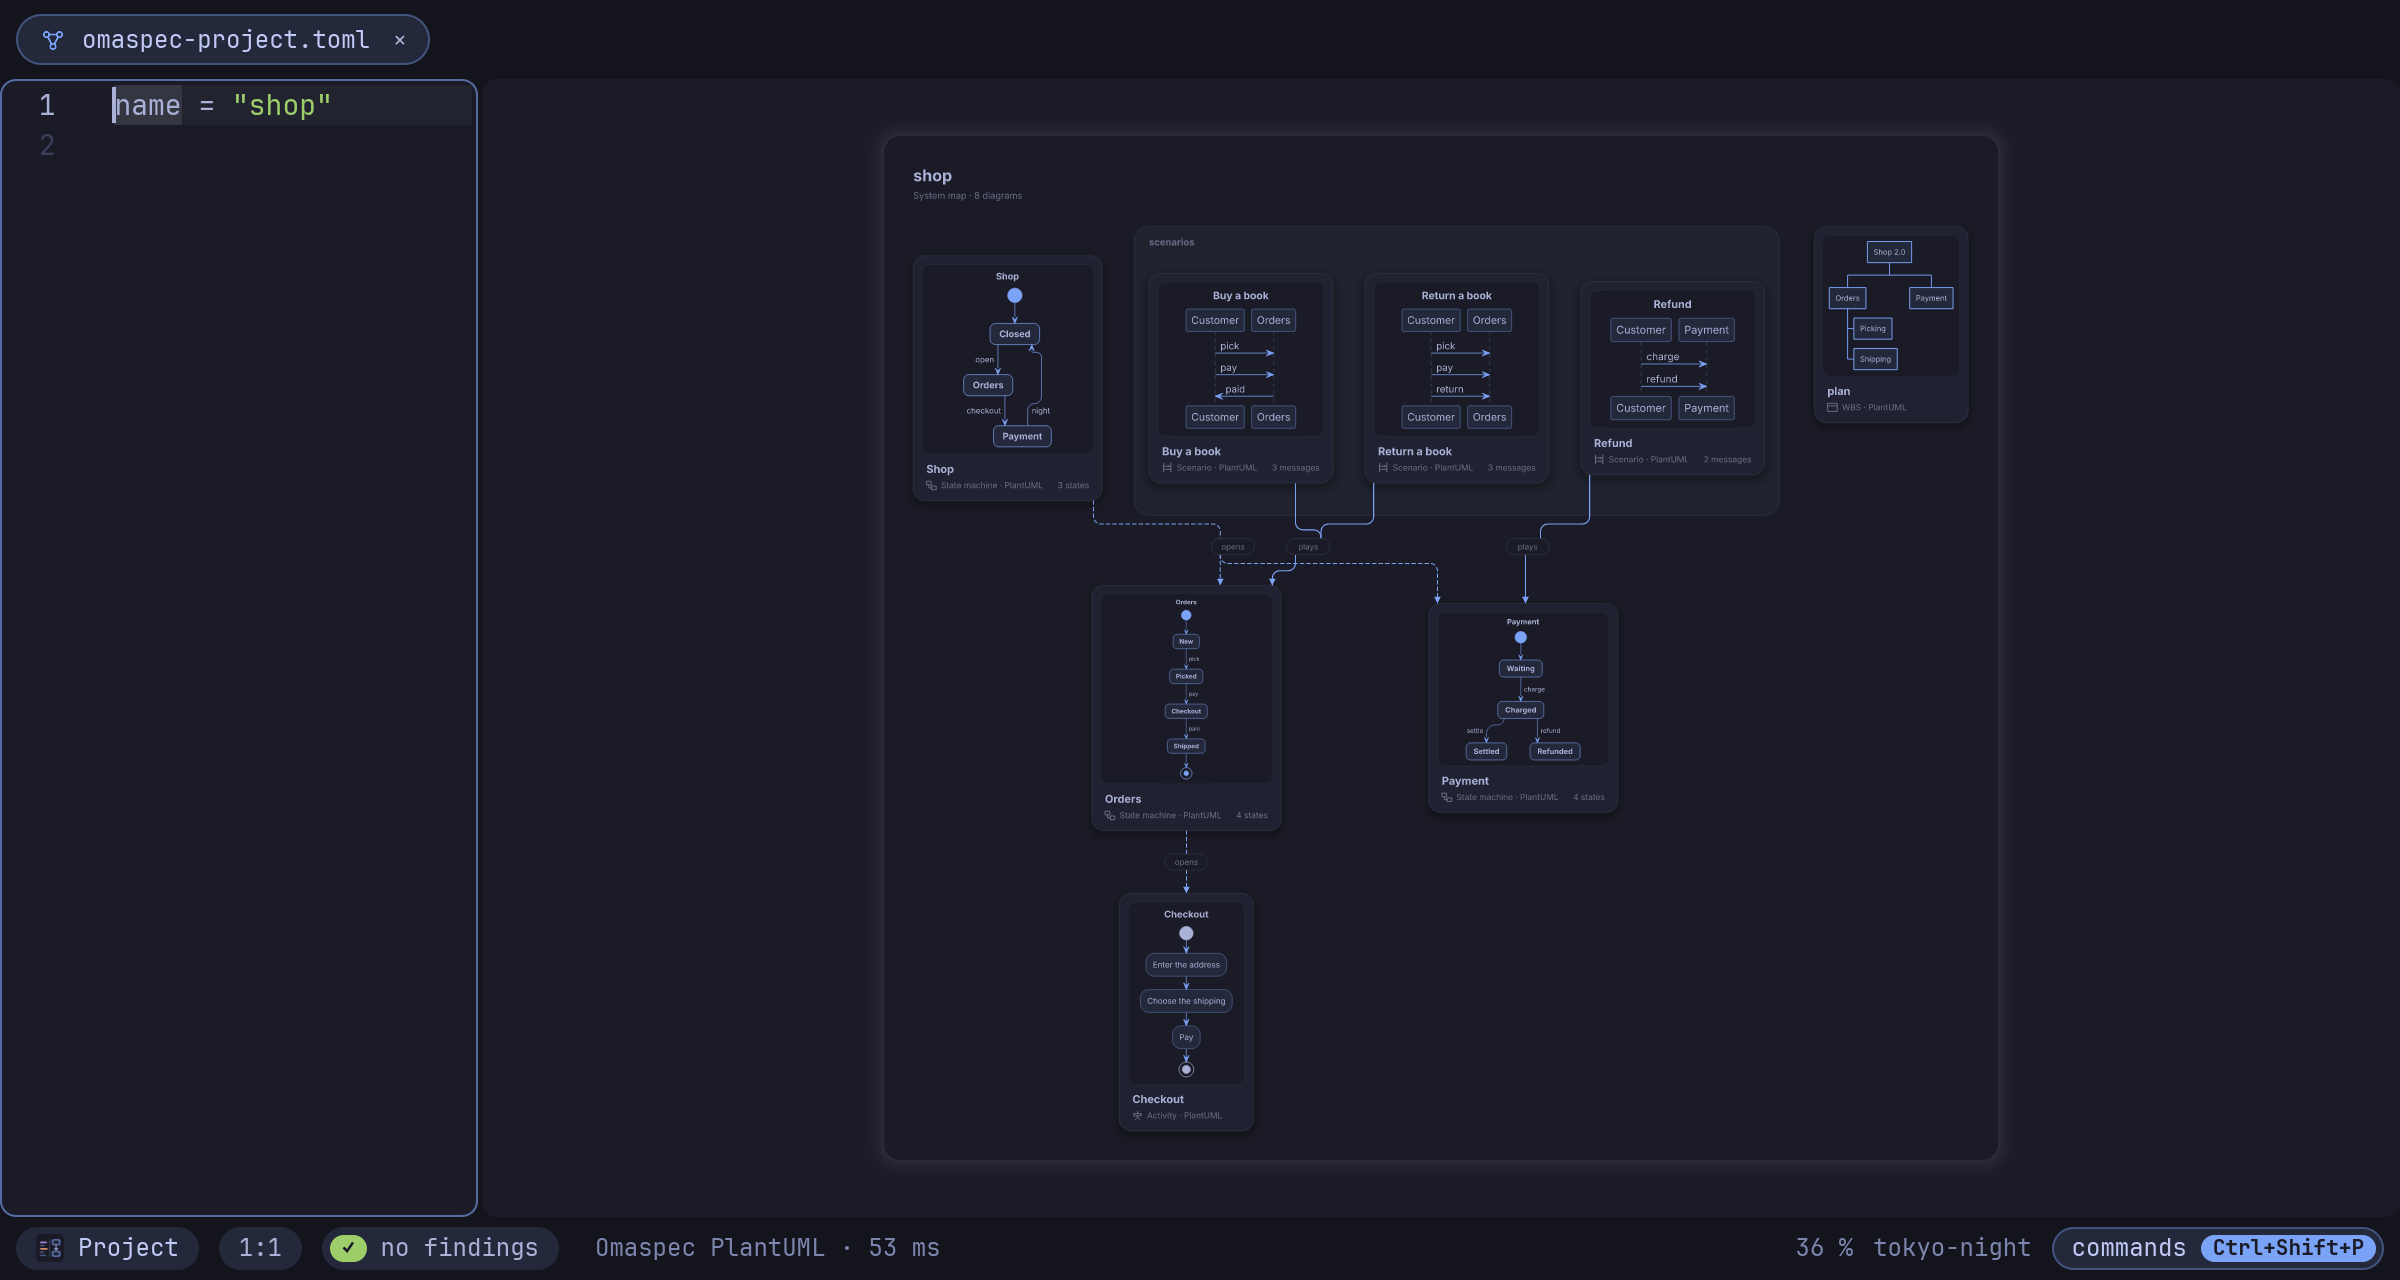 omaspec-project.toml ×
1 name = "shop"
2
shop
System map · 8 diagrams
Shop
Closed
open
Orders
checkout
night
Payment
Shop
State machine · PlantUML 3 states
scenarios
Buy a book
Customer Orders
pick
pay
paid
Customer Orders
Buy a book
Scenario · PlantUML 3 messages
Return a book
Customer Orders
pick
pay
return
Customer Orders
Return a book
Scenario · PlantUML 3 messages
Refund
Customer Payment
charge
refund
Customer Payment
Refund
Scenario · PlantUML 2 messages
Shop 2.0
Orders Payment
Picking
Shipping
plan
WBS · PlantUML
opens
plays
plays
Orders
New
pick
Picked
pay
Checkout
paid
Shipped
Orders
State machine · PlantUML 4 states
Payment
Waiting
charge
Charged
settle refund
Settled Refunded
Payment
State machine · PlantUML 4 states
opens
Checkout
Enter the address
Choose the shipping
Pay
Checkout
Activity · PlantUML
Project 1:1 no findings Omaspec PlantUML · 53 ms 36 % tokyo-night commands Ctrl+Shift+P